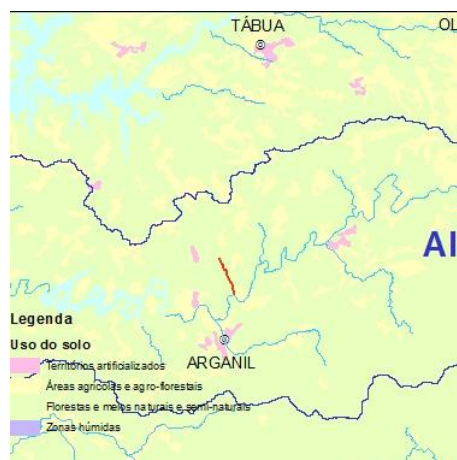 TÁBUA
OL
Al
Legenda
Uso do solo
ARGANIL
Territórios artificializados
Áreas agrícolas e agro-florestais
Florestas e meios naturais e semi-naturais
Zonas húmidas